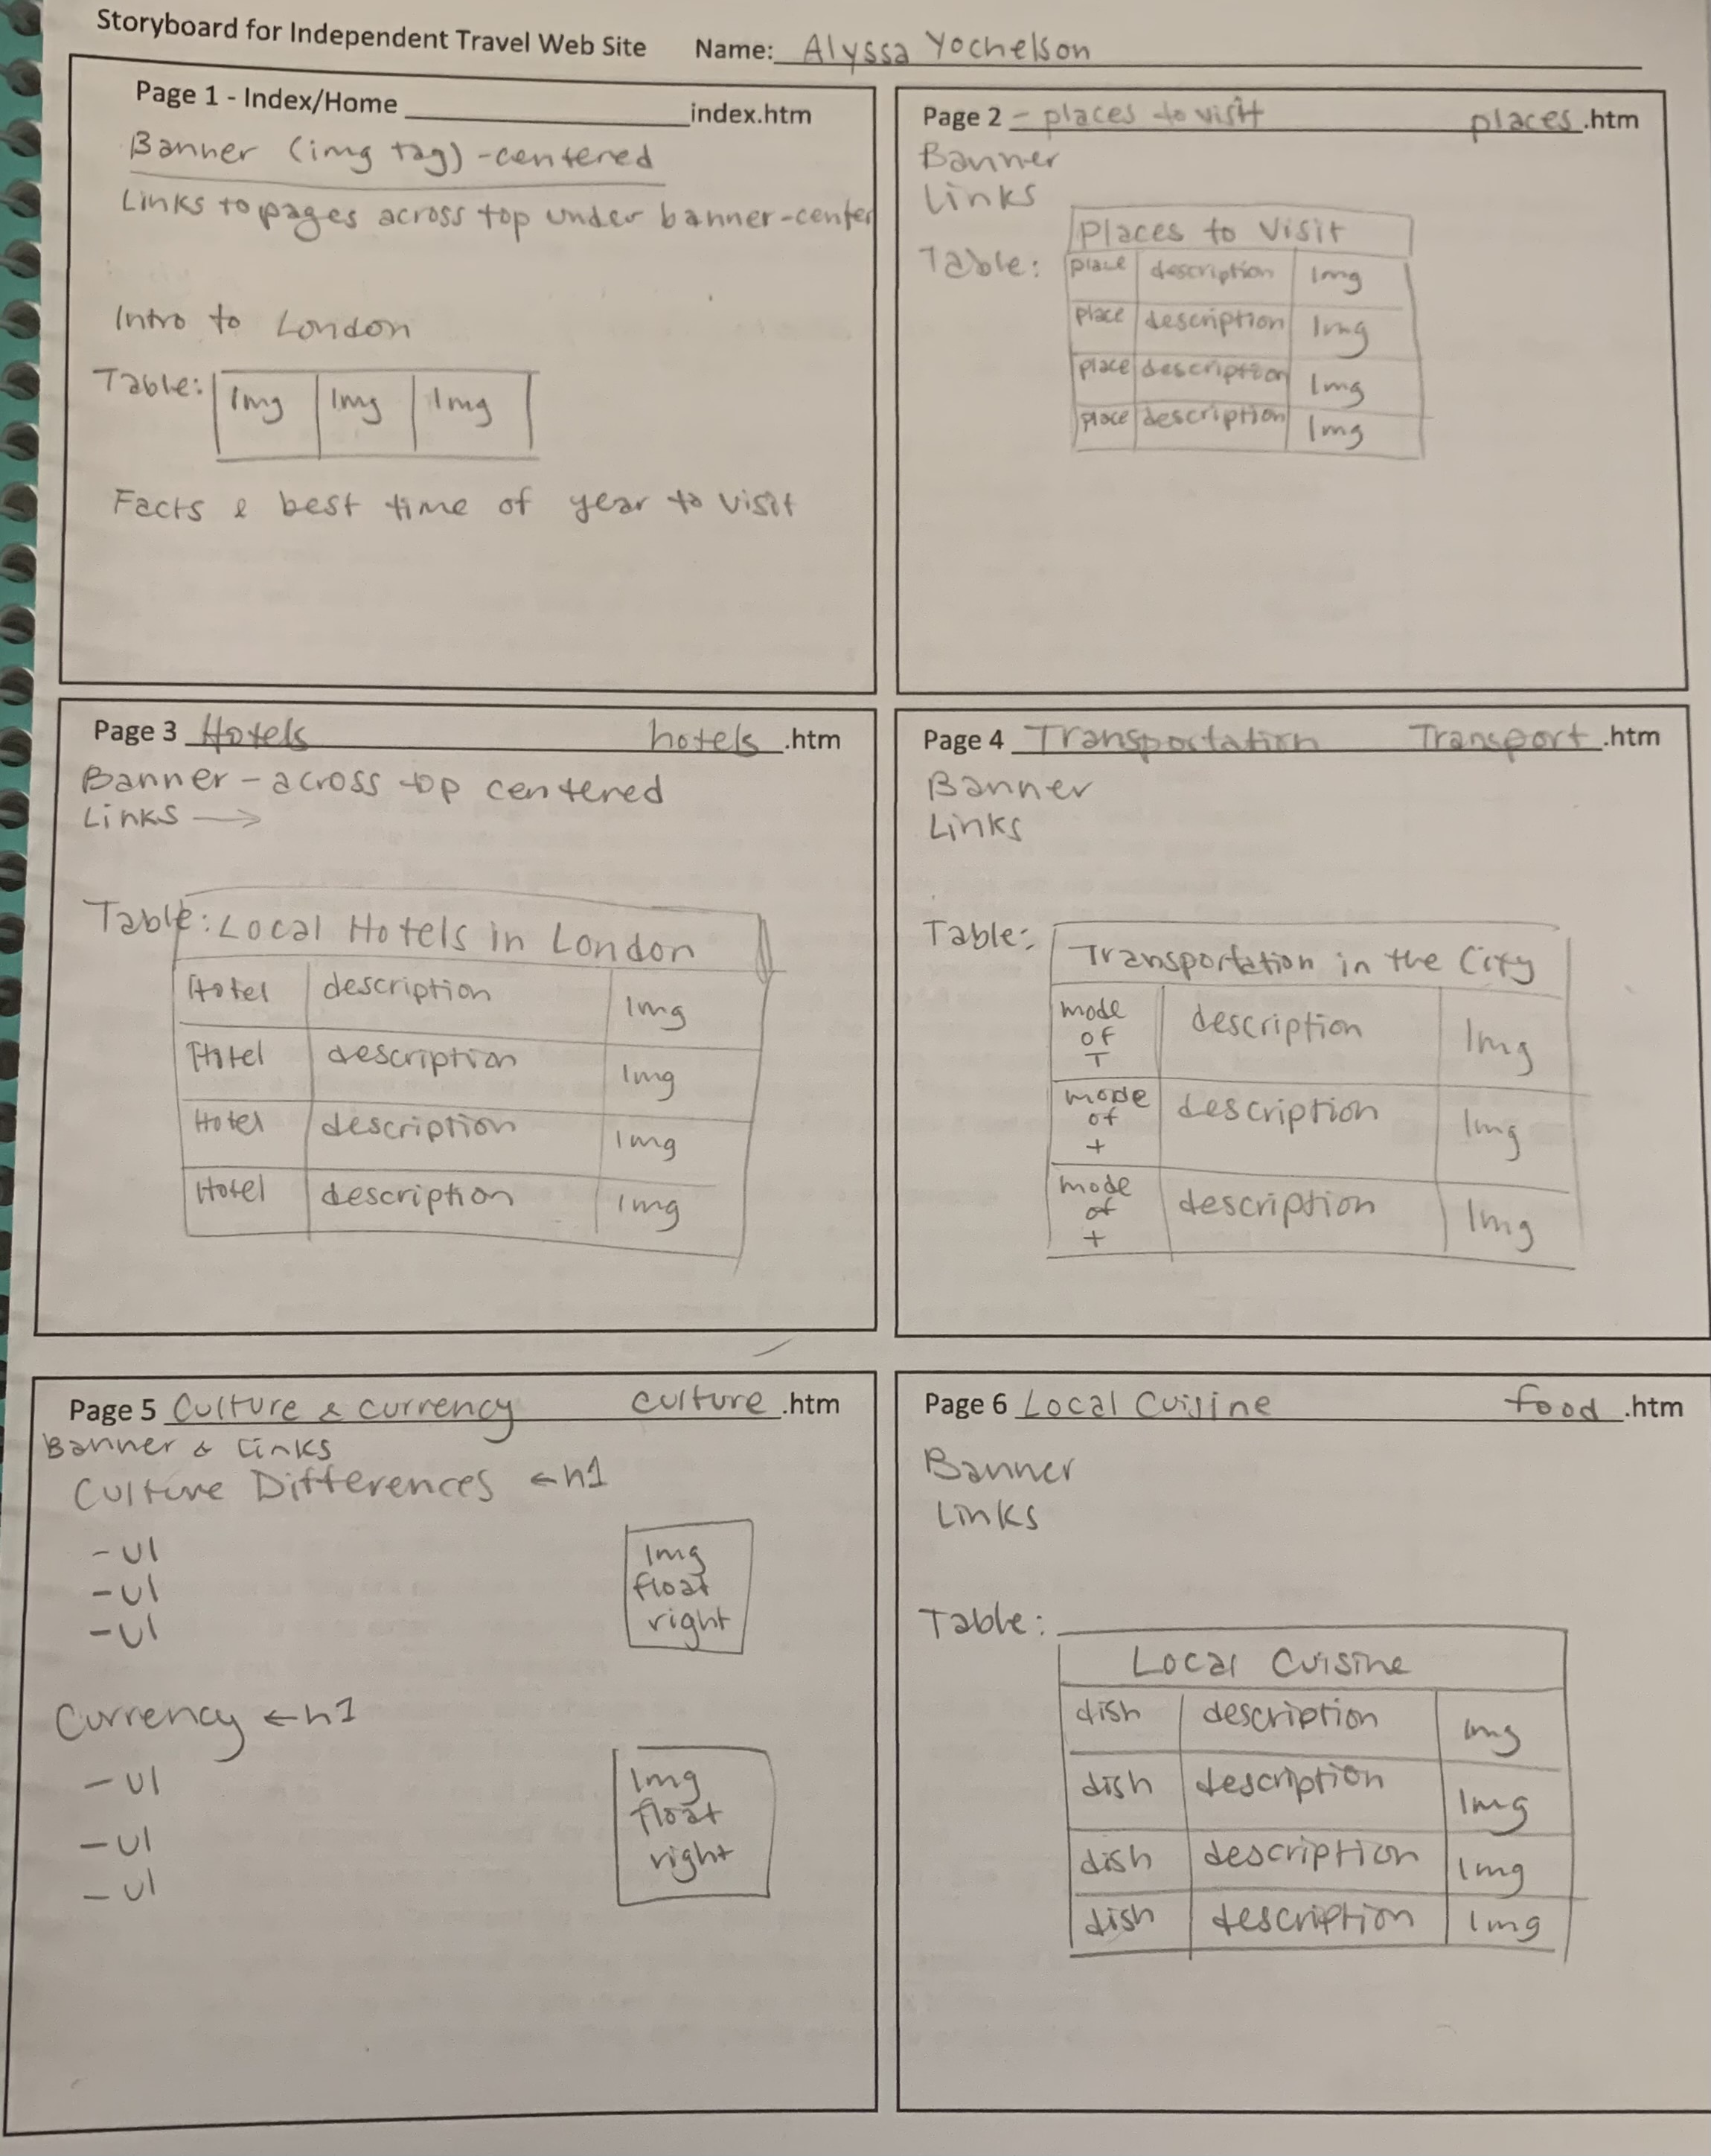 Storyboard for Independent Travel Web Site Name: Alyssa Yochelson
Page 1 - Index/Home index.htm
Banner (img tag) - centered
Links to pages across top under banner-center
Intro to London
Table: Img Img Img
Facts & best time of year to visit
Page 2 - places to visit places.htm
Banner
Links
Places to Visit
Table: place description Img
place description Img
place description Img
place description Img
Page 3 Hotels hotels.htm
Banner - across top centered
Links →
Table: Local Hotels in London
Hotel description Img
Hotel description Img
Hotel description Img
Hotel description Img
Page 4 Transportation Transport.htm
Banner
Links
Table: Transportation in the City
mode of T description Img
mode of t description Img
mode of t description Img
Page 5 Culture & currency culture.htm
Banner & Links
Culture Differences ← h1
- ul
- ul
- ul
Img
float
right
Currency ← h1
- ul
- ul
- ul
Img
float
right
Page 6 Local Cuisine food.htm
Banner
Links
Table:
Local Cuisine
dish description Img
dish description Img
dish description Img
dish description Img